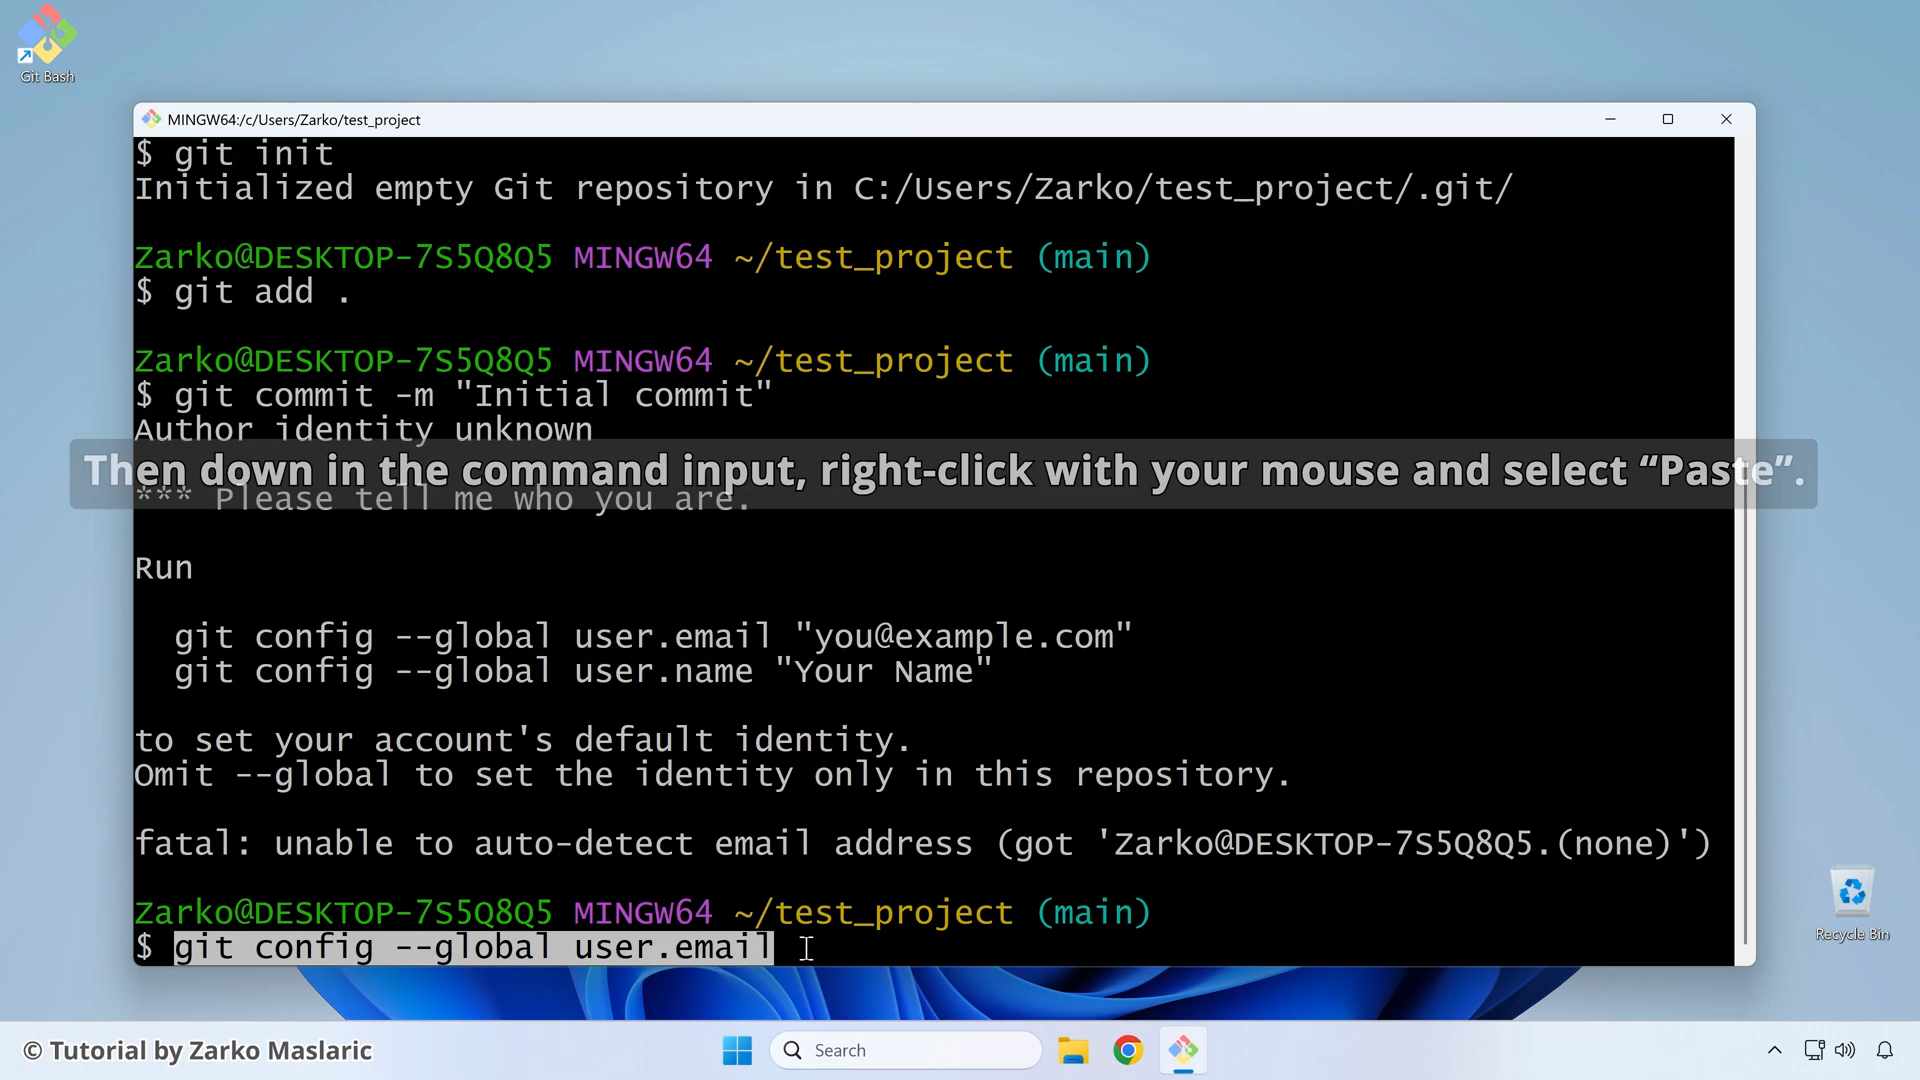 Git Bash
MINGW64:/c/Users/Zarko/test_project
$ git init
Initialized empty Git repository in C:/Users/Zarko/test_project/.git/
Zarko@DESKTOP-7S5Q8Q5 MINGW64 ~/test_project (main)
$ git add .
Zarko@DESKTOP-7S5Q8Q5 MINGW64 ~/test_project (main)
$ git commit -m "Initial commit"
Author identity unknown
Then down in the command input, right-click with your mouse and select “Paste”.
*** Please tell me who you are.
Run
git config --global user.email "you@example.com"
git config --global user.name "Your Name"
to set your account's default identity.
Omit --global to set the identity only in this repository.
fatal: unable to auto-detect email address (got 'Zarko@DESKTOP-7S5Q8Q5.(none)')
Zarko@DESKTOP-7S5Q8Q5 MINGW64 ~/test_project (main)
$ git config --global user.email
Recycle Bin
© Tutorial by Zarko Maslaric
Search